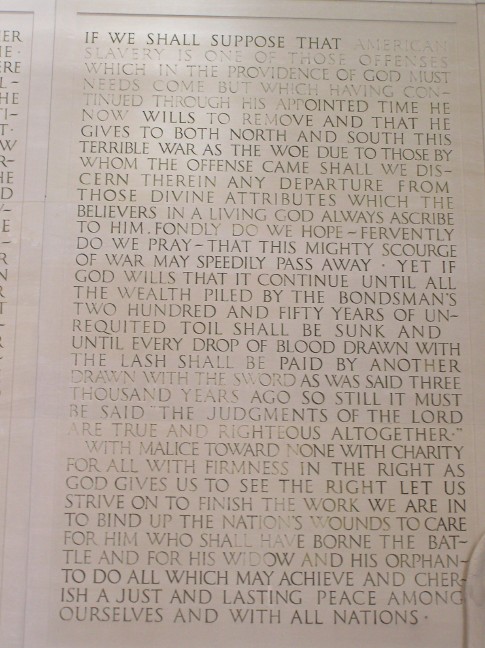 IF WE SHALL SUPPOSE THAT AMERICAN
SLAVERY IS ONE OF THOSE OFFENSES
WHICH IN THE PROVIDENCE OF GOD MUST
NEEDS COME BUT WHICH HAVING CON-
TINUED THROUGH HIS APPOINTED TIME HE
NOW WILLS TO REMOVE AND THAT HE
GIVES TO BOTH NORTH AND SOUTH THIS
TERRIBLE WAR AS THE WOE DUE TO THOSE BY
WHOM THE OFFENSE CAME SHALL WE DIS-
CERN THEREIN ANY DEPARTURE FROM
THOSE DIVINE ATTRIBUTES WHICH THE
BELIEVERS IN A LIVING GOD ALWAYS ASCRIBE
TO HIM. FONDLY DO WE HOPE–FERVENTLY
DO WE PRAY–THAT THIS MIGHTY SCOURGE
OF WAR MAY SPEEDILY PASS AWAY · YET IF
GOD WILLS THAT IT CONTINUE UNTIL ALL
THE WEALTH PILED BY THE BONDSMAN'S
TWO HUNDRED AND FIFTY YEARS OF UN-
REQUITED TOIL SHALL BE SUNK AND
UNTIL EVERY DROP OF BLOOD DRAWN WITH
THE LASH SHALL BE PAID BY ANOTHER
DRAWN WITH THE SWORD AS WAS SAID THREE
THOUSAND YEARS AGO SO STILL IT MUST
BE SAID "THE JUDGMENTS OF THE LORD
ARE TRUE AND RIGHTEOUS ALTOGETHER·"
WITH MALICE TOWARD NONE WITH CHARITY
FOR ALL WITH FIRMNESS IN THE RIGHT AS
GOD GIVES US TO SEE THE RIGHT LET US
STRIVE ON TO FINISH THE WORK WE ARE IN
TO BIND UP THE NATION'S WOUNDS TO CARE
FOR HIM WHO SHALL HAVE BORNE THE BAT-
TLE AND FOR HIS WIDOW AND HIS ORPHAN-
TO DO ALL WHICH MAY ACHIEVE AND CHER-
ISH A JUST AND LASTING PEACE AMONG
OURSELVES AND WITH ALL NATIONS ·